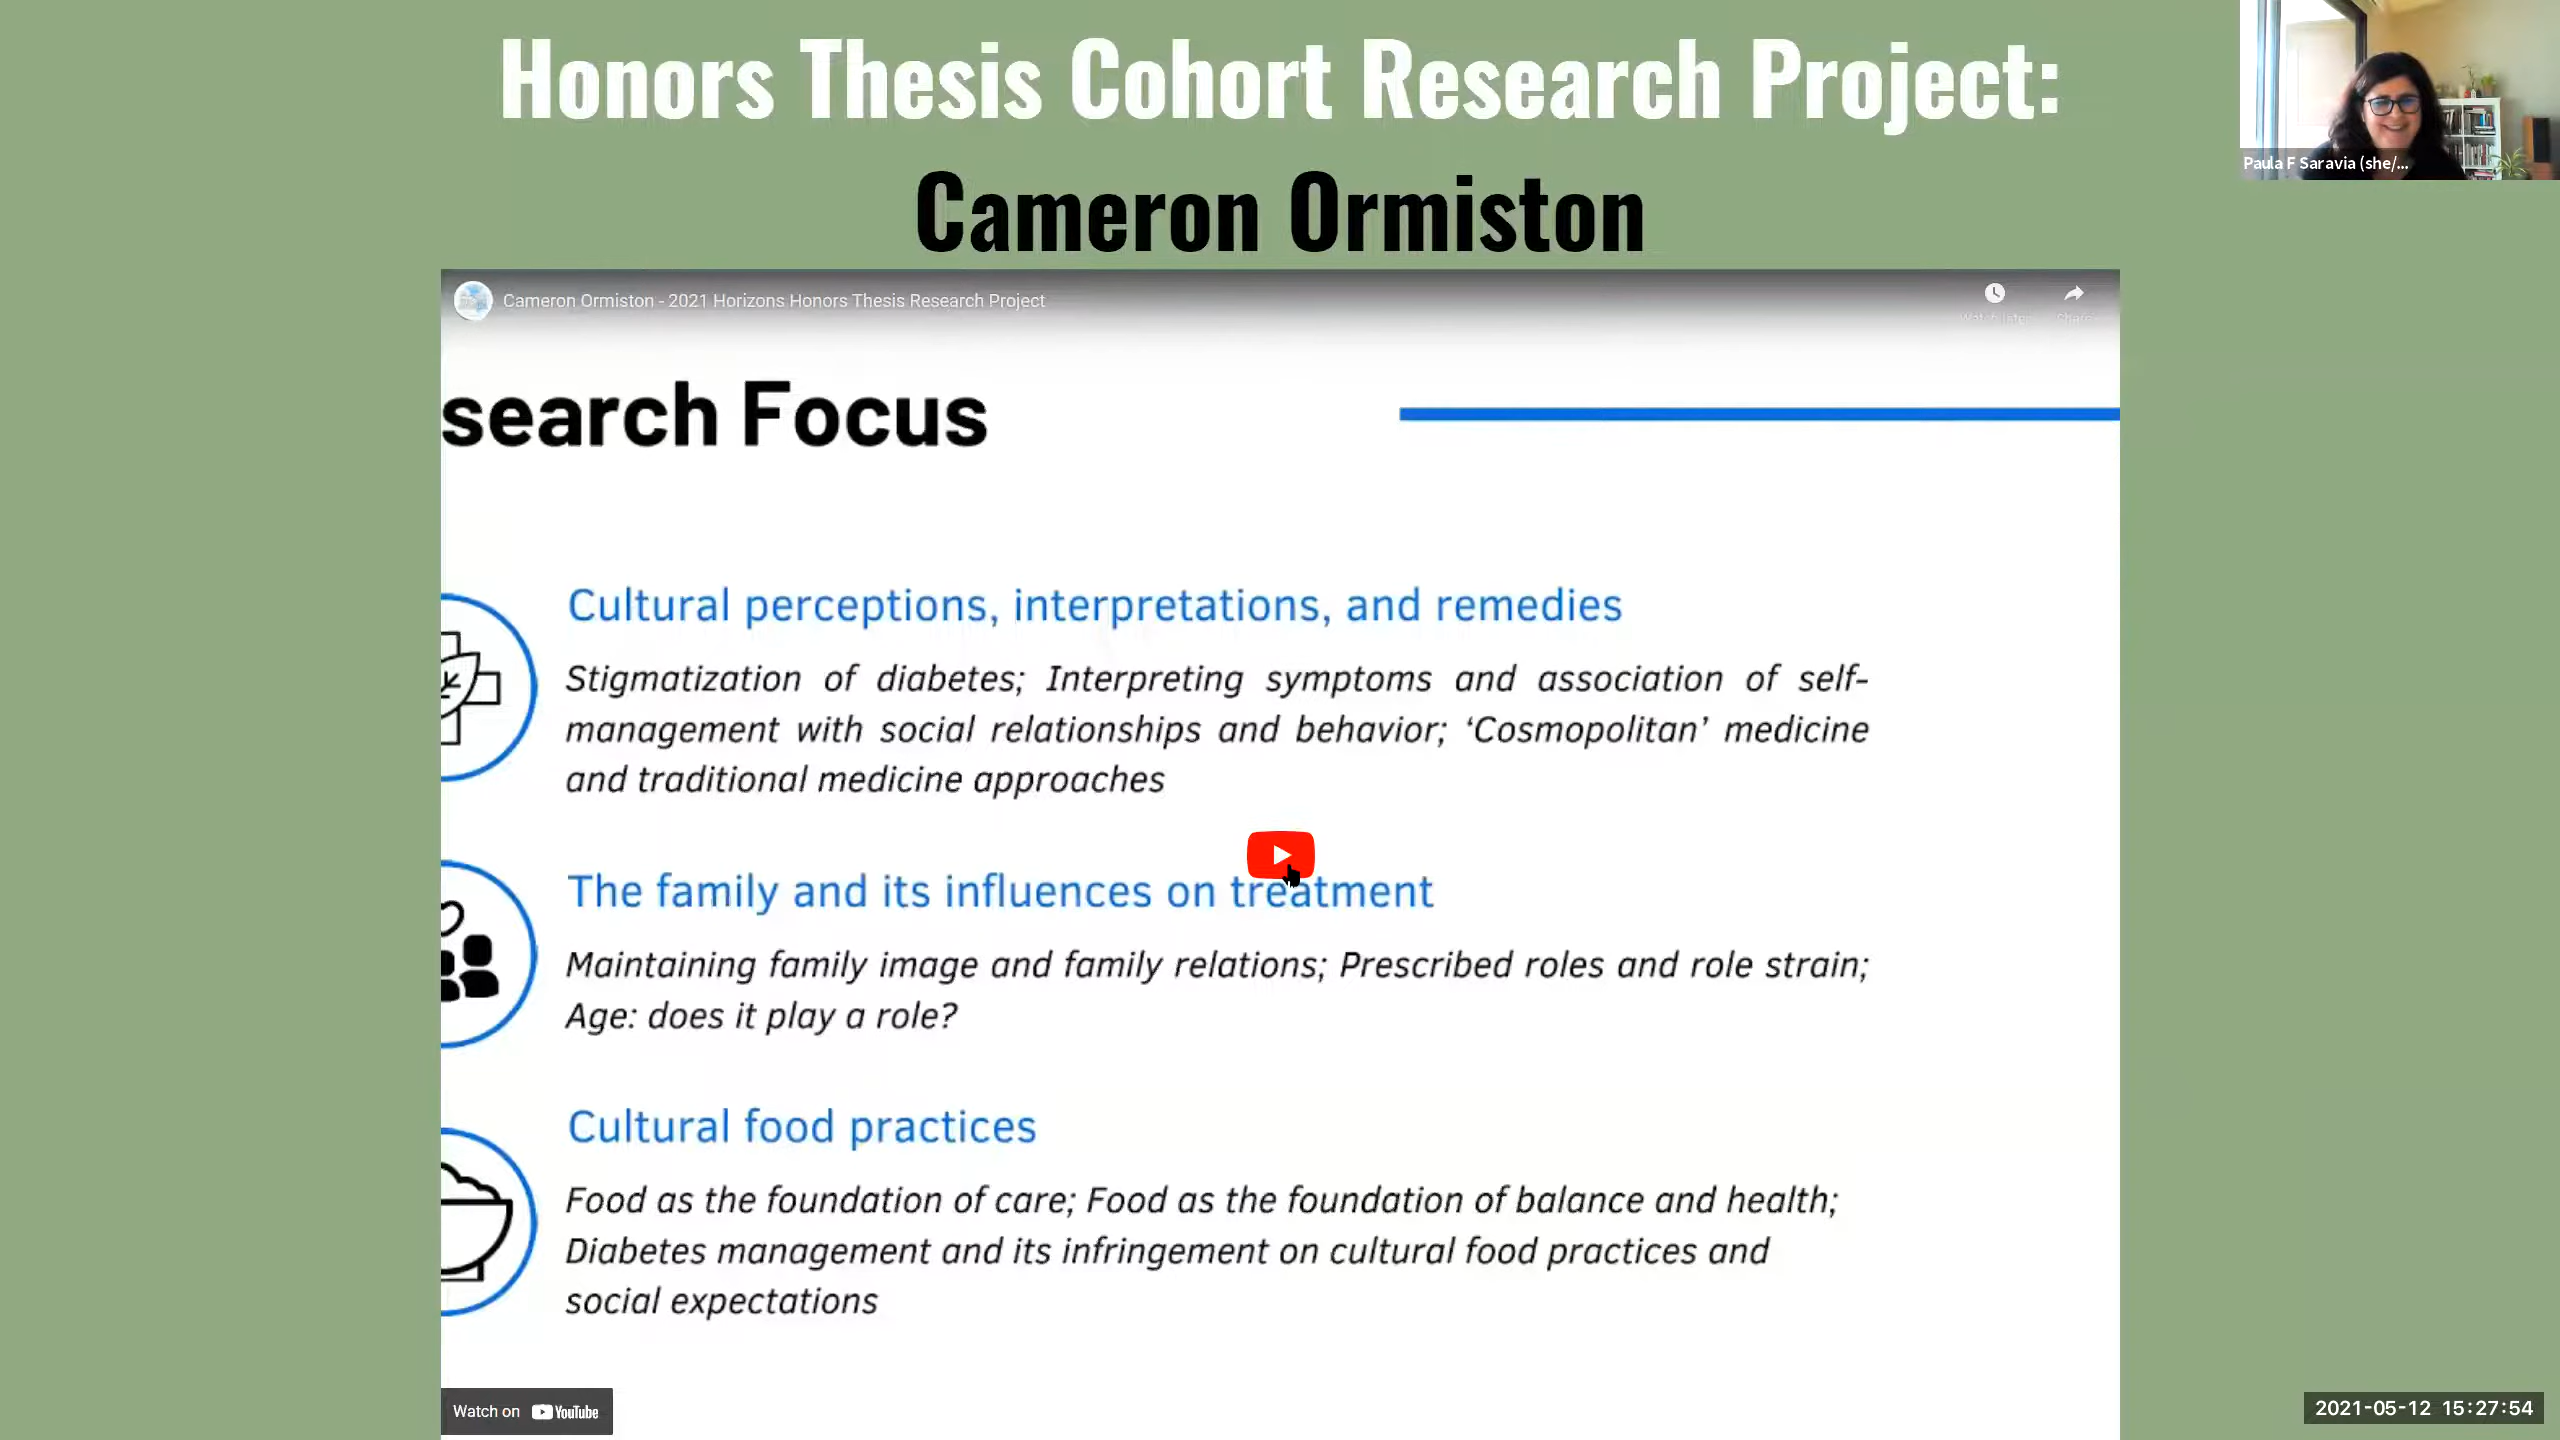 Honors Thesis Cohort Research Project:
Cameron Ormiston
Paula F Saravia (she/...
Cameron Ormiston - 2021 Horizons Honors Thesis Research Project
Watch later
Share
search Focus
Cultural perceptions, interpretations, and remedies
Stigmatization of diabetes; Interpreting symptoms and association of self-
management with social relationships and behavior; ‘Cosmopolitan’ medicine
and traditional medicine approaches
The family and its influences on treatment
Maintaining family image and family relations; Prescribed roles and role strain;
Age: does it play a role?
Cultural food practices
Food as the foundation of care; Food as the foundation of balance and health;
Diabetes management and its infringement on cultural food practices and
social expectations
Watch on YouTube
2021-05-12 15:27:54